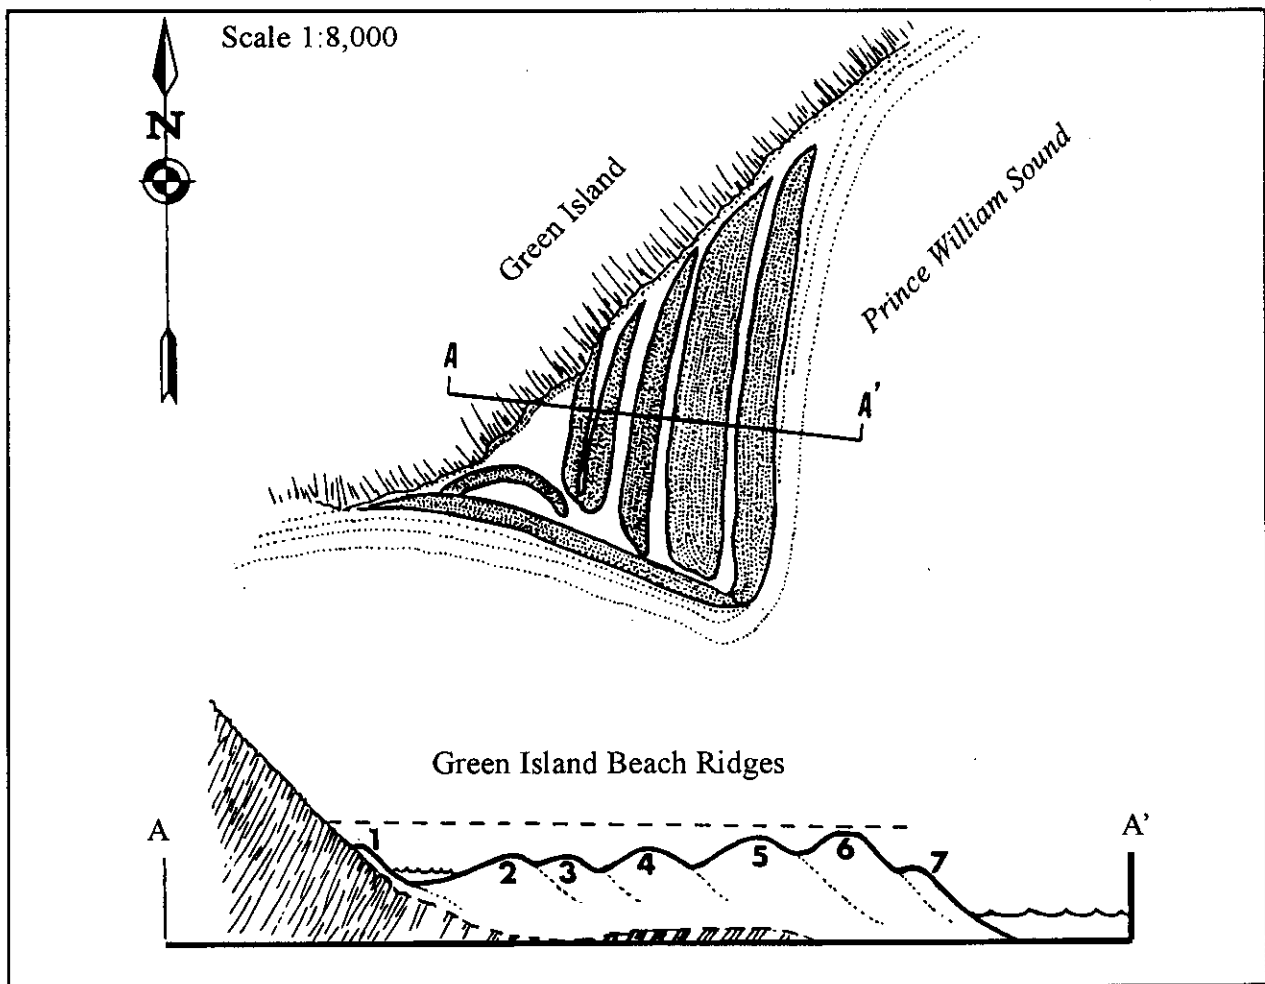 Scale 1:8,000
N
Green Island
Prince William Sound
A
A'
Green Island Beach Ridges
A
A'
1
2
3
4
5
6
7